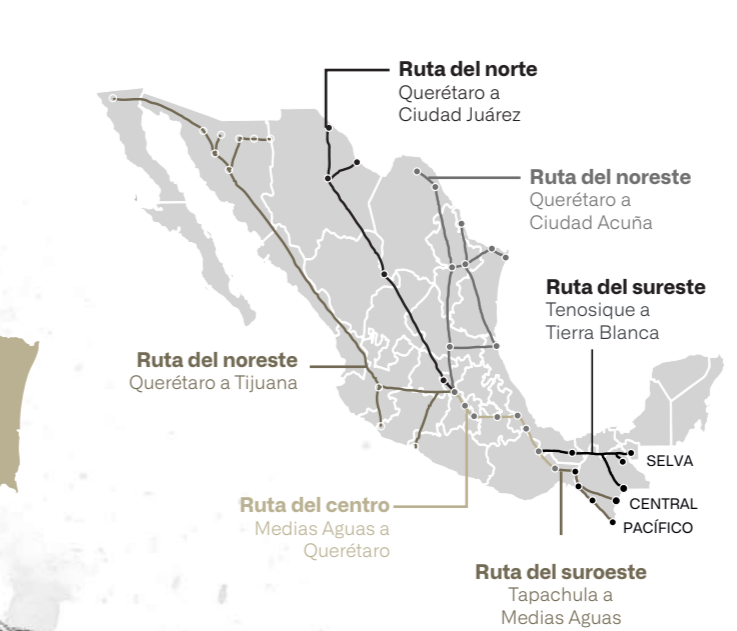 Ruta del norte
Querétaro a
Ciudad Juárez
Ruta del noreste
Querétaro a
Ciudad Acuña
Ruta del sureste
Tenosique a
Tierra Blanca
Ruta del noreste
Querétaro a Tijuana
SELVA
CENTRAL
PACÍFICO
Ruta del centro
Medias Aguas a
Querétaro
Ruta del suroeste
Tapachula a
Medias Aguas